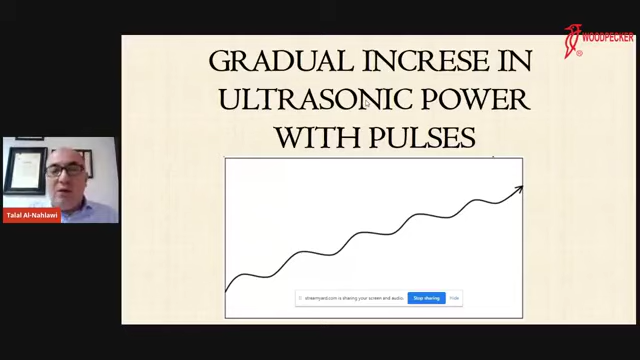 WOODPECKER
GRADUAL INCRESE IN
ULTRASONIC POWER
WITH PULSES
Talal Al-Nahlawi
streamyard.com is sharing your screen and audio.
Stop sharing
Hide